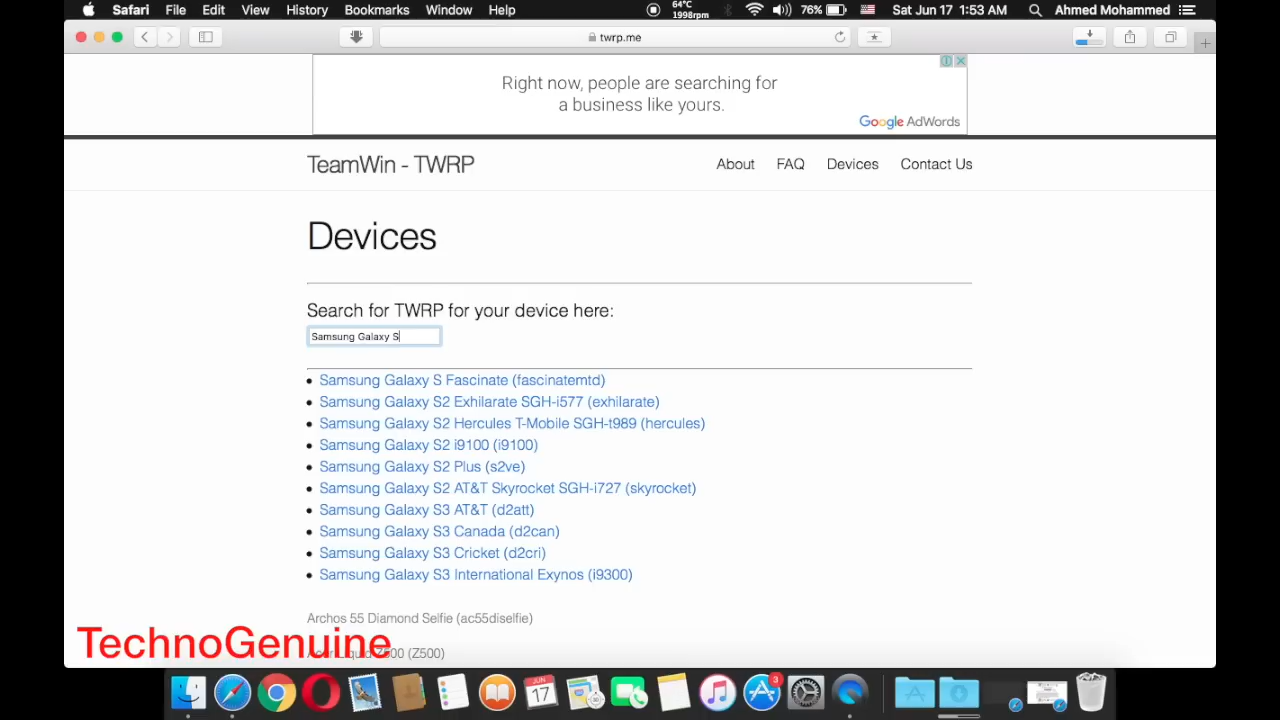 Safari File Edit View History Bookmarks Window Help 64°C 1998rpm 76% Sat Jun 17 1:53 AM Ahmed Mohammed
twrp.me
Right now, people are searching for
a business like yours.
Google AdWords
TeamWin - TWRP About FAQ Devices Contact Us
Devices
Search for TWRP for your device here:
Samsung Galaxy S
Samsung Galaxy S Fascinate (fascinatemtd)
Samsung Galaxy S2 Exhilarate SGH-i577 (exhilarate)
Samsung Galaxy S2 Hercules T-Mobile SGH-t989 (hercules)
Samsung Galaxy S2 i9100 (i9100)
Samsung Galaxy S2 Plus (s2ve)
Samsung Galaxy S2 AT&T Skyrocket SGH-i727 (skyrocket)
Samsung Galaxy S3 AT&T (d2att)
Samsung Galaxy S3 Canada (d2can)
Samsung Galaxy S3 Cricket (d2cri)
Samsung Galaxy S3 International Exynos (i9300)
Archos 55 Diamond Selfie (ac55diselfie)
TechnoGenuine
(Z500)
JUN
17
3